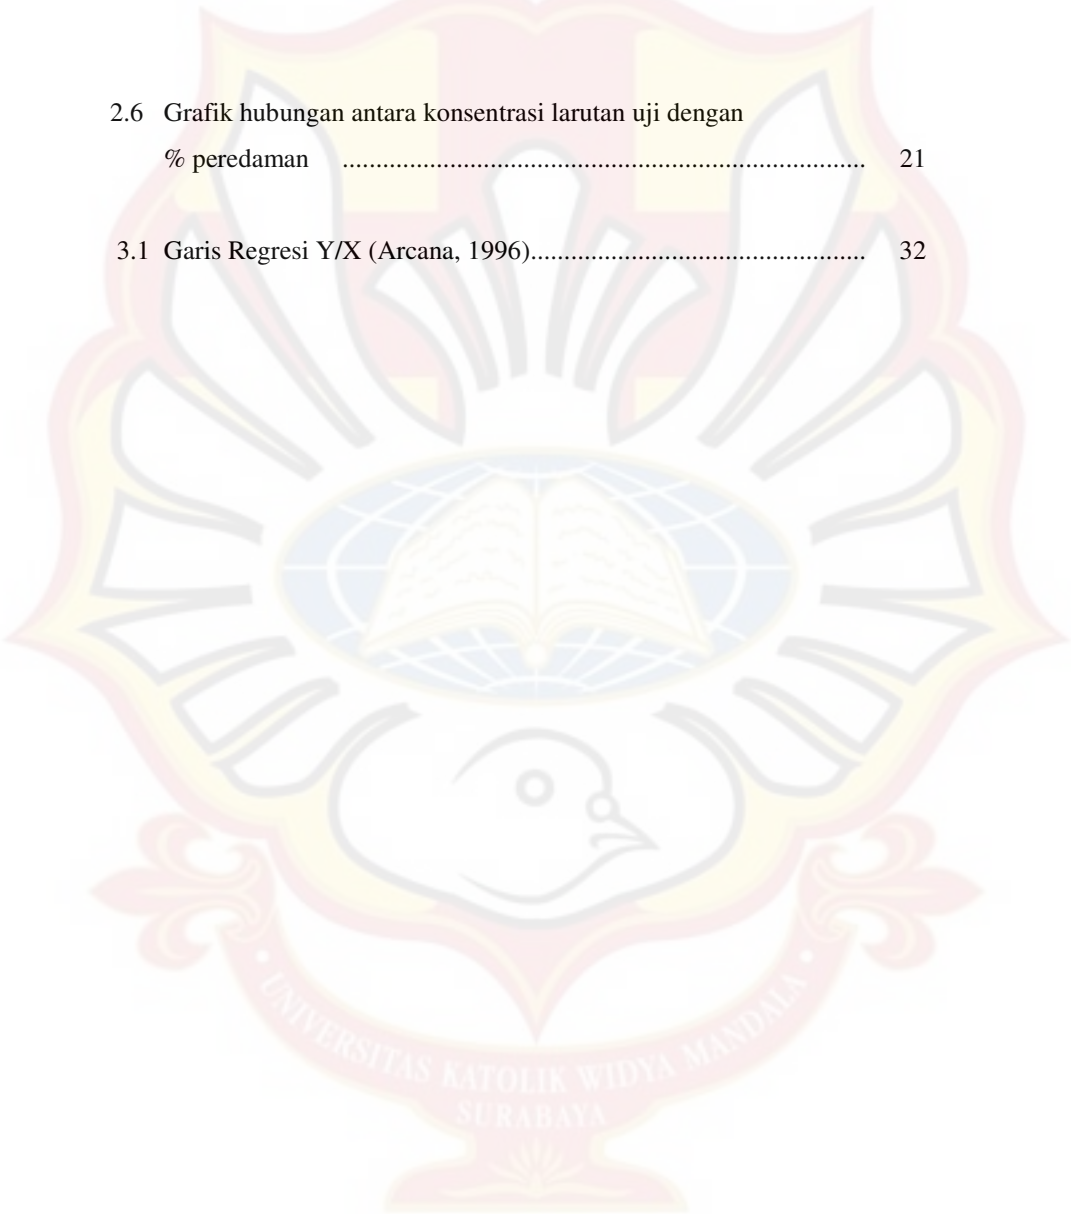 2.6 Grafik hubungan antara konsentrasi larutan uji dengan
% peredaman .............................................................................. 21
3.1 Garis Regresi Y/X (Arcana, 1996).................................................. 32
UNIVERSITAS KATOLIK WIDYA MANDALA
SURABAYA